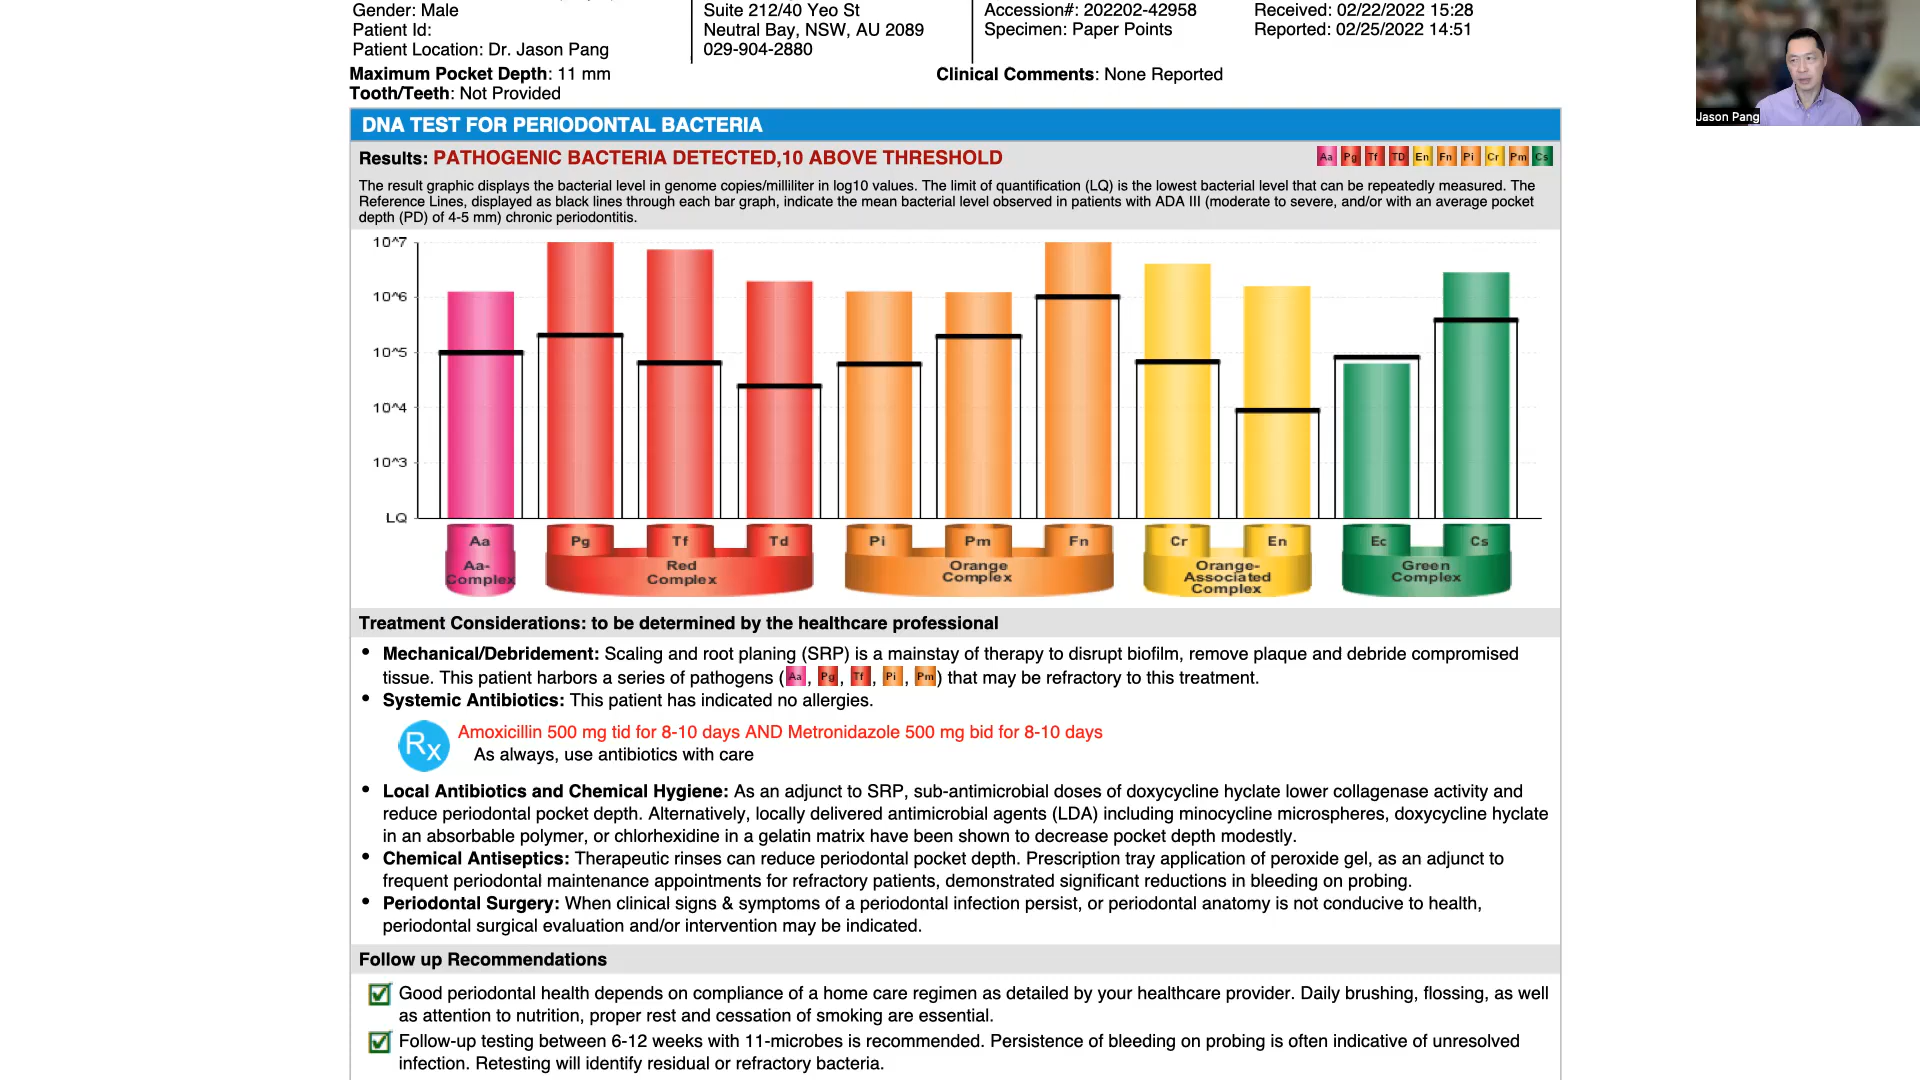 Gender: Male
Patient Id:
Patient Location: Dr. Jason Pang
Suite 212/40 Yeo St
Neutral Bay, NSW, AU 2089
029-904-2880
Accession#: 202202-42958
Specimen: Paper Points
Received: 02/22/2022 15:28
Reported: 02/25/2022 14:51
Maximum Pocket Depth: 11 mm
Clinical Comments: None Reported
Tooth/Teeth: Not Provided
Jason Pang
DNA TEST FOR PERIODONTAL BACTERIA
Results: PATHOGENIC BACTERIA DETECTED,10 ABOVE THRESHOLD
Aa Pg Tf TD En Fn Pi Cr Pm Cs
The result graphic displays the bacterial level in genome copies/milliliter in log10 values. The limit of quantification (LQ) is the lowest bacterial level that can be repeatedly measured. The
Reference Lines, displayed as black lines through each bar graph, indicate the mean bacterial level observed in patients with ADA III (moderate to severe, and/or with an average pocket
depth (PD) of 4-5 mm) chronic periodontitis.
10^7
10^6
10^5
10^4
10^3
LQ
Aa Pg Tf Td Pi Pm Fn Cr En Ec Cs
Aa-
Complex
Red
Complex
Orange
Complex
Orange-
Associated
Complex
Green
Complex
Treatment Considerations: to be determined by the healthcare professional
• Mechanical/Debridement: Scaling and root planing (SRP) is a mainstay of therapy to disrupt biofilm, remove plaque and debride compromised
tissue. This patient harbors a series of pathogens (Aa, Pg, Tf, Pi, Pm) that may be refractory to this treatment.
• Systemic Antibiotics: This patient has indicated no allergies.
Rx
Amoxicillin 500 mg tid for 8-10 days AND Metronidazole 500 mg bid for 8-10 days
As always, use antibiotics with care
• Local Antibiotics and Chemical Hygiene: As an adjunct to SRP, sub-antimicrobial doses of doxycycline hyclate lower collagenase activity and
reduce periodontal pocket depth. Alternatively, locally delivered antimicrobial agents (LDA) including minocycline microspheres, doxycycline hyclate
in an absorbable polymer, or chlorhexidine in a gelatin matrix have been shown to decrease pocket depth modestly.
• Chemical Antiseptics: Therapeutic rinses can reduce periodontal pocket depth. Prescription tray application of peroxide gel, as an adjunct to
frequent periodontal maintenance appointments for refractory patients, demonstrated significant reductions in bleeding on probing.
• Periodontal Surgery: When clinical signs & symptoms of a periodontal infection persist, or periodontal anatomy is not conducive to health,
periodontal surgical evaluation and/or intervention may be indicated.
Follow up Recommendations
Good periodontal health depends on compliance of a home care regimen as detailed by your healthcare provider. Daily brushing, flossing, as well
as attention to nutrition, proper rest and cessation of smoking are essential.
Follow-up testing between 6-12 weeks with 11-microbes is recommended. Persistence of bleeding on probing is often indicative of unresolved
infection. Retesting will identify residual or refractory bacteria.